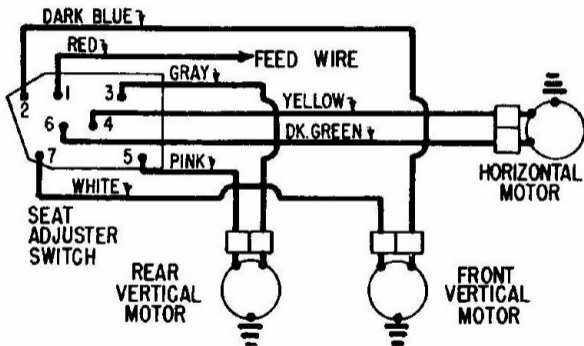 DARK BLUE
RED
FEED WIRE
GRAY
2
1
3
YELLOW
6
4
DK.GREEN
7
5
PINK
HORIZONTAL
MOTOR
WHITE
SEAT
ADJUSTER
SWITCH
REAR
VERTICAL
MOTOR
FRONT
VERTICAL
MOTOR